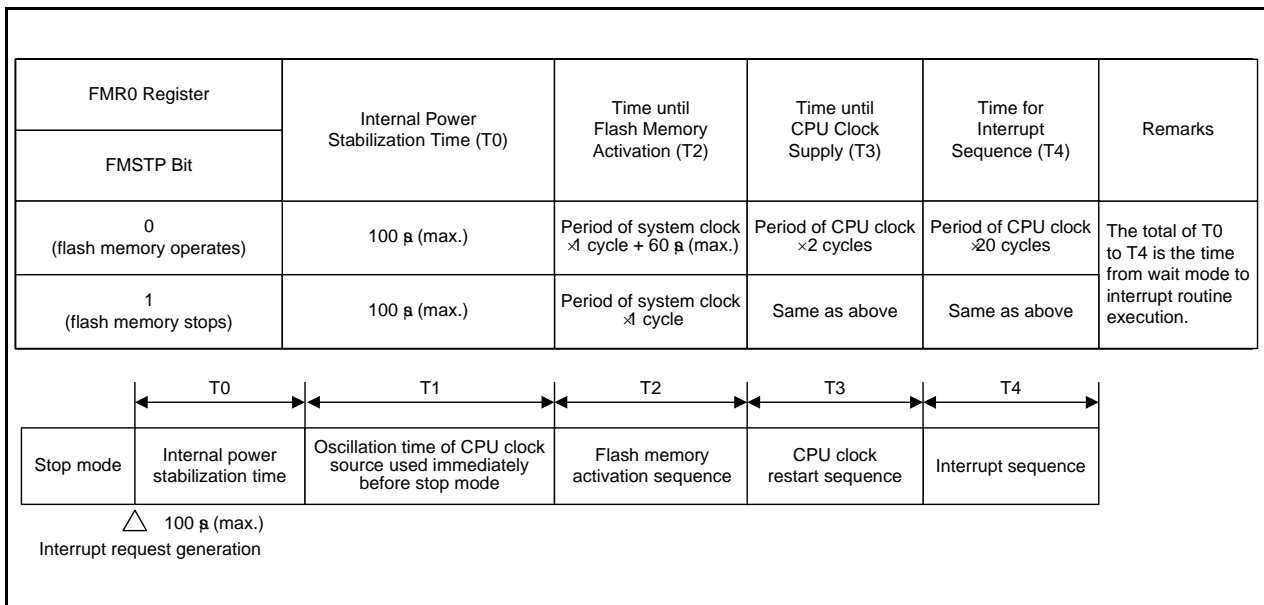 FMR0 Register
FMSTP Bit
Internal Power
Stabilization Time (T0)
Time until
Flash Memory
Activation (T2)
Time until
CPU Clock
Supply (T3)
Time for
Interrupt
Sequence (T4)
Remarks
0
(flash memory operates)
100 µs (max.)
Period of system clock
×1 cycle + 60 µs (max.)
Period of CPU clock
×2 cycles
Period of CPU clock
×20 cycles
The total of T0
to T4 is the time
from wait mode to
interrupt routine
execution.
1
(flash memory stops)
100 µs (max.)
Period of system clock
×1 cycle
Same as above
Same as above
T0
T1
T2
T3
T4
Stop mode
Internal power
stabilization time
Oscillation time of CPU clock
source used immediately
before stop mode
Flash memory
activation sequence
CPU clock
restart sequence
Interrupt sequence
100 µs (max.)
Interrupt request generation